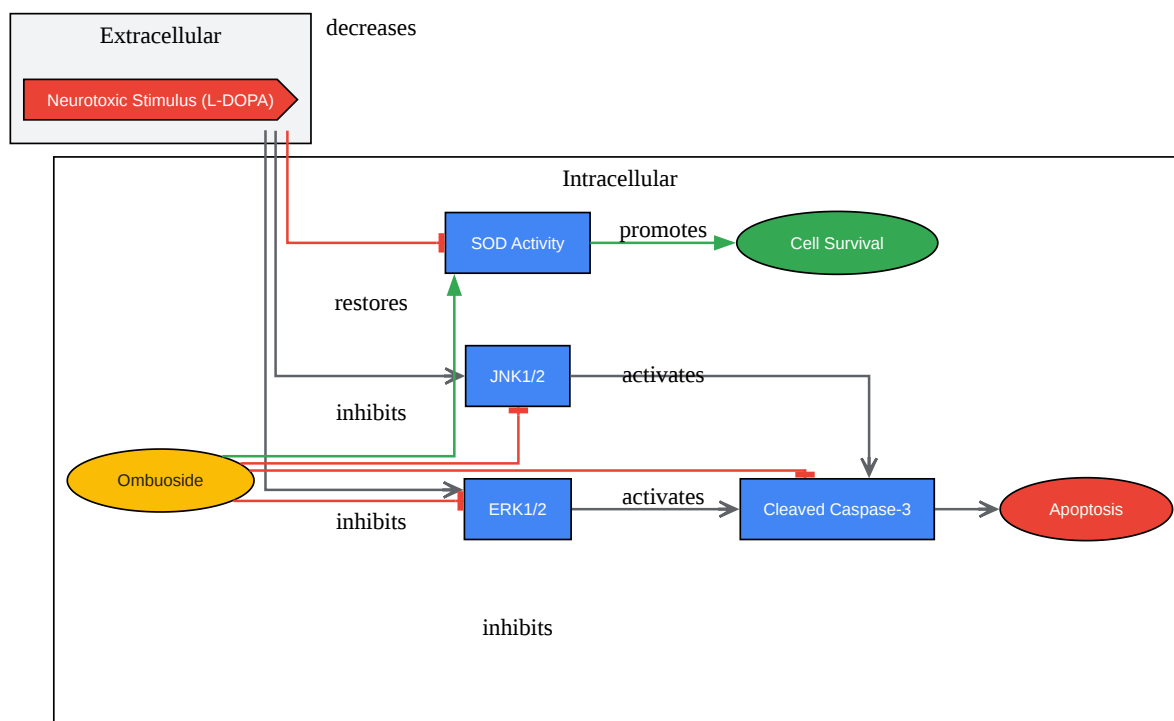 decreases
Extracellular
Neurotoxic Stimulus (L-DOPA)
Intracellular
promotes
SOD Activity
Cell Survival
restores
JNK1/2
activates
inhibits
Ombuoside
activates
ERK1/2
Cleaved Caspase-3
Apoptosis
inhibits
inhibits